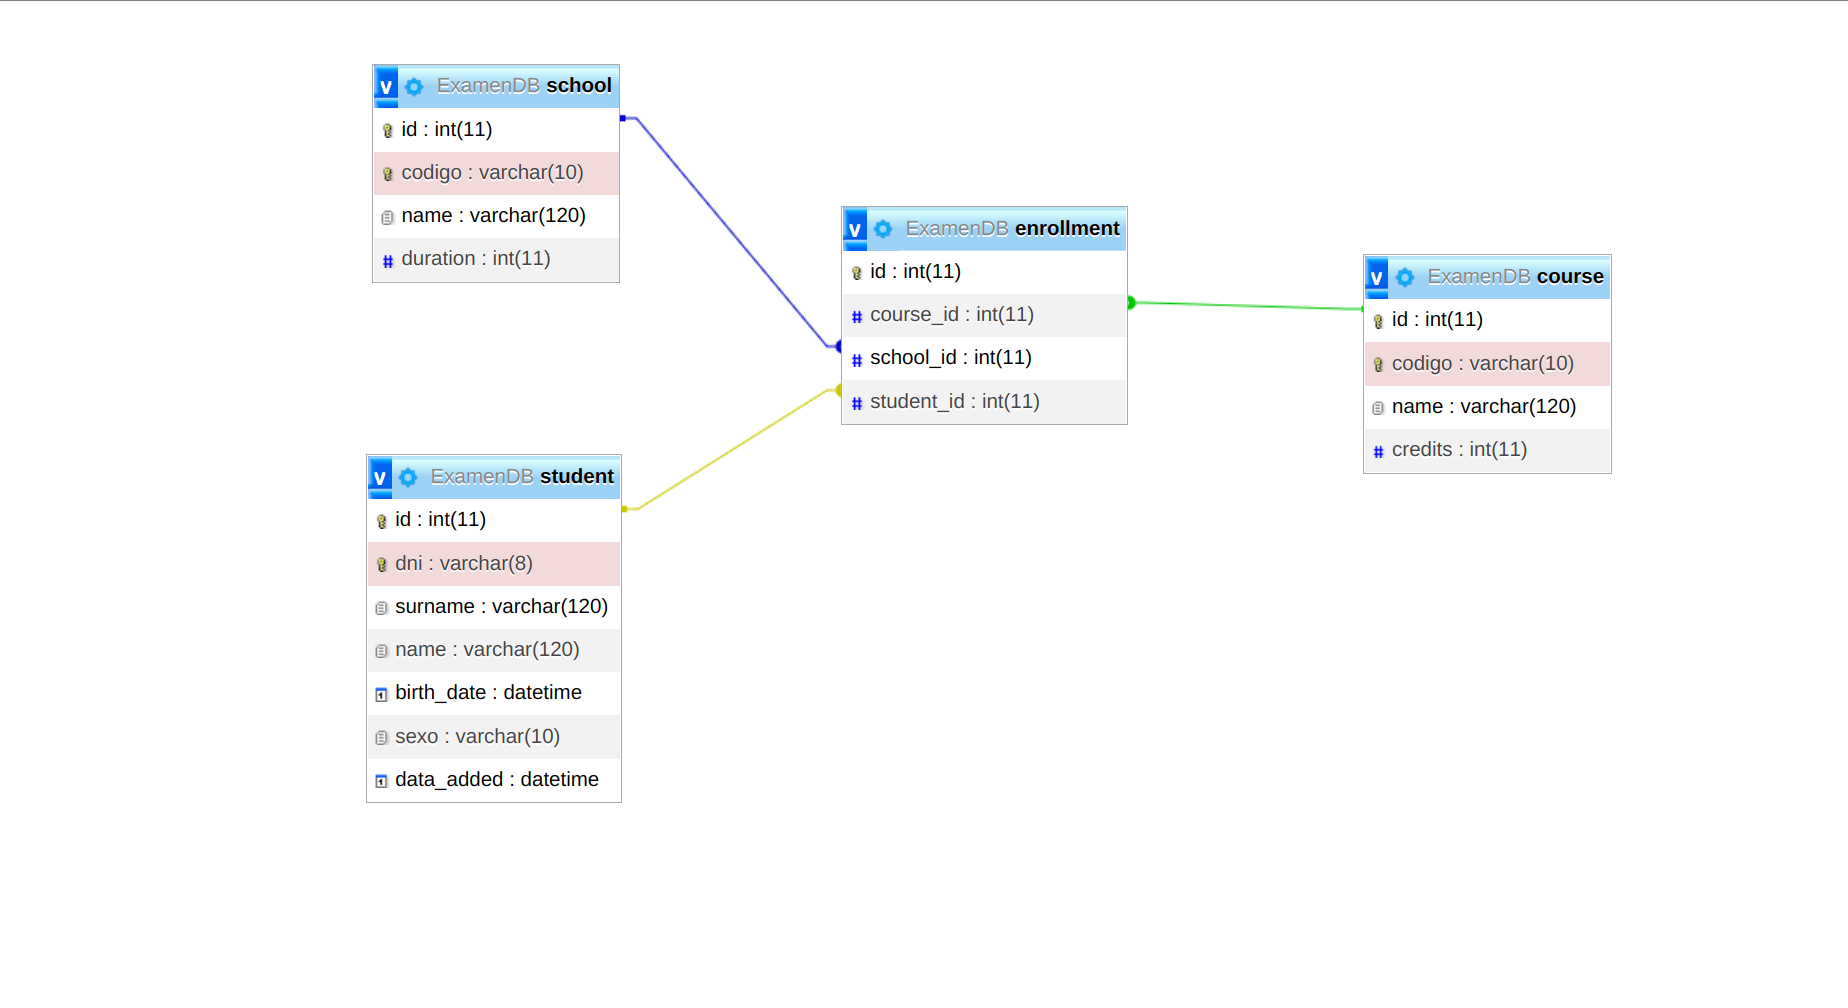 v ExamenDB school
id : int(11)
codigo : varchar(10)
name : varchar(120)
# duration : int(11)
v ExamenDB enrollment
id : int(11)
# course_id : int(11)
# school_id : int(11)
# student_id : int(11)
v ExamenDB course
id : int(11)
codigo : varchar(10)
name : varchar(120)
# credits : int(11)
v ExamenDB student
id : int(11)
dni : varchar(8)
surname : varchar(120)
name : varchar(120)
birth_date : datetime
sexo : varchar(10)
data_added : datetime